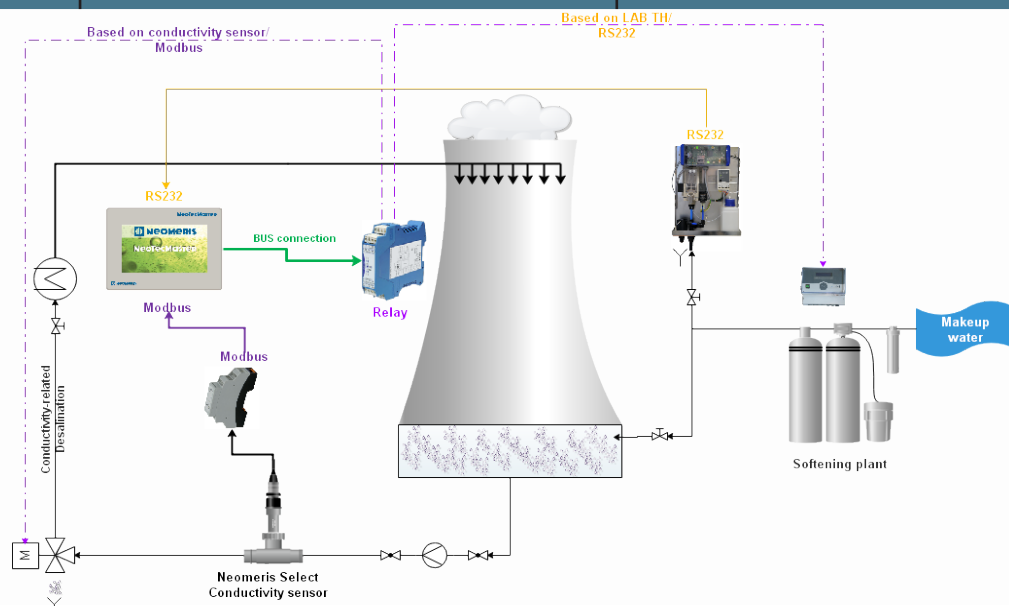 Based on LAB TH/
RS232
Based on conductivity sensor/
Modbus
RS232
RS232
NEOMERIS
BUS connection
Relay
Modbus
Modbus
Makeup
water
Conductivity-related
Desalination
Softening plant
M
Neomeris Select
Conductivity sensor